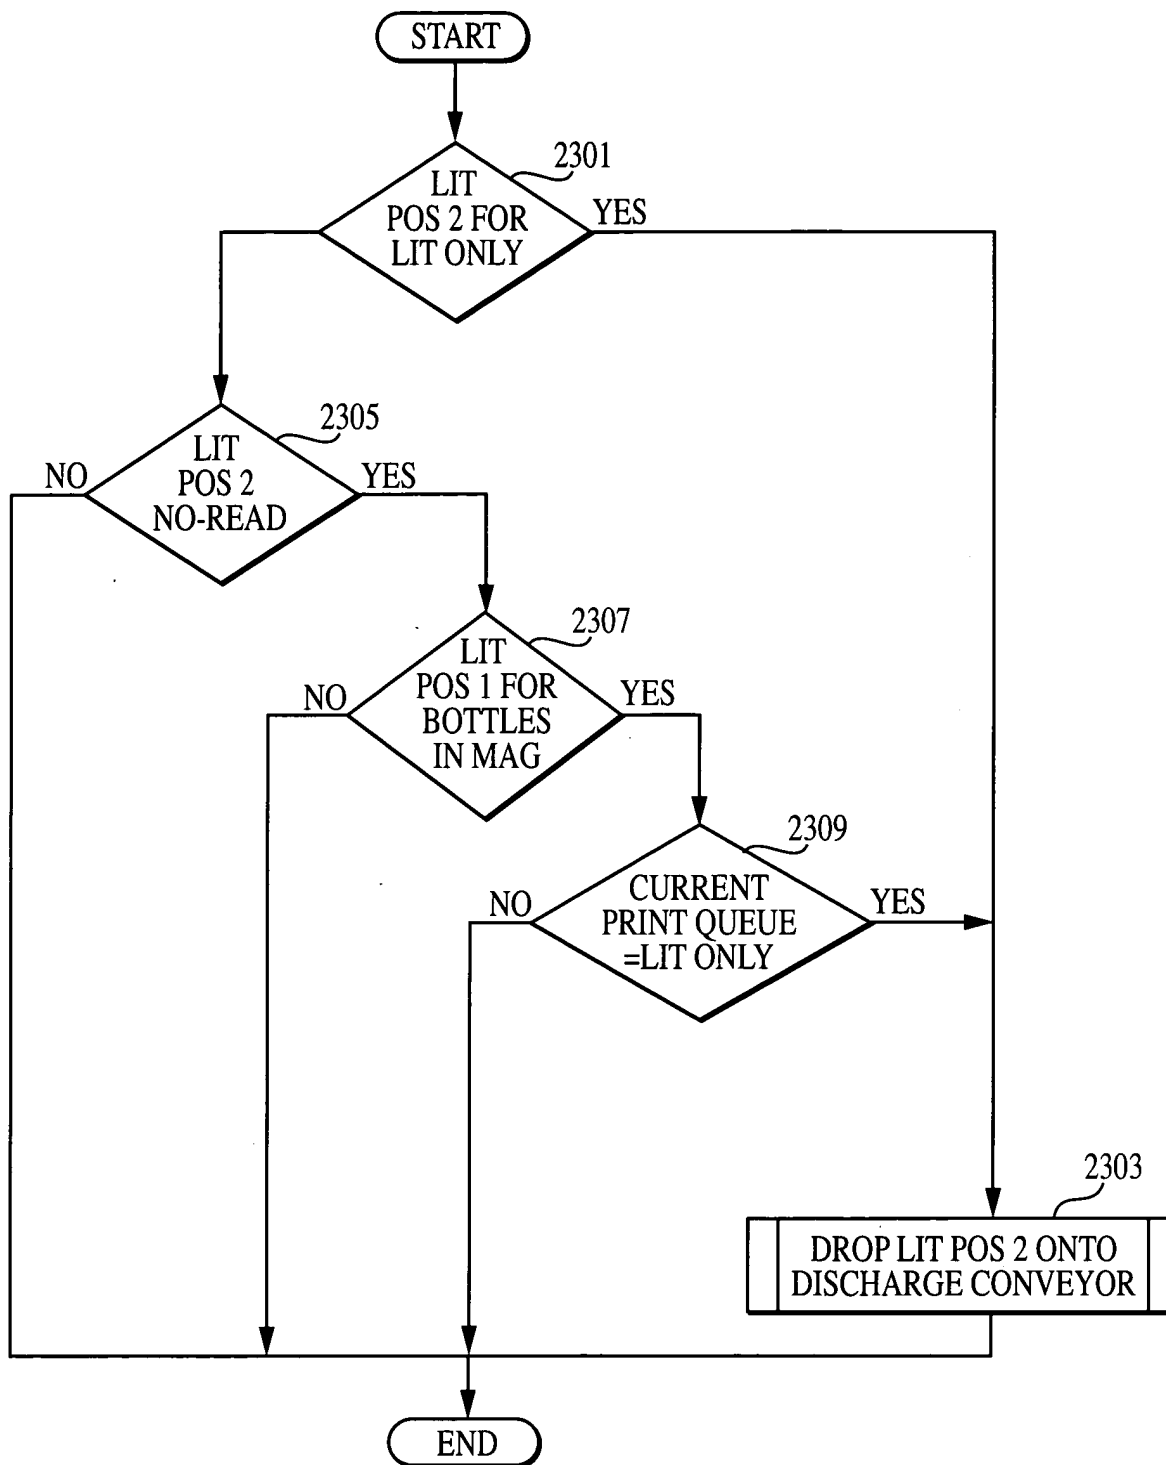 START
2301
LIT
POS 2 FOR
LIT ONLY
YES
2305
LIT
POS 2
NO-READ
NO
YES
2307
LIT
POS 1 FOR
BOTTLES
IN MAG
NO
YES
2309
CURRENT
PRINT QUEUE
=LIT ONLY
NO
YES
2303
DROP LIT POS 2 ONTO
DISCHARGE CONVEYOR
END